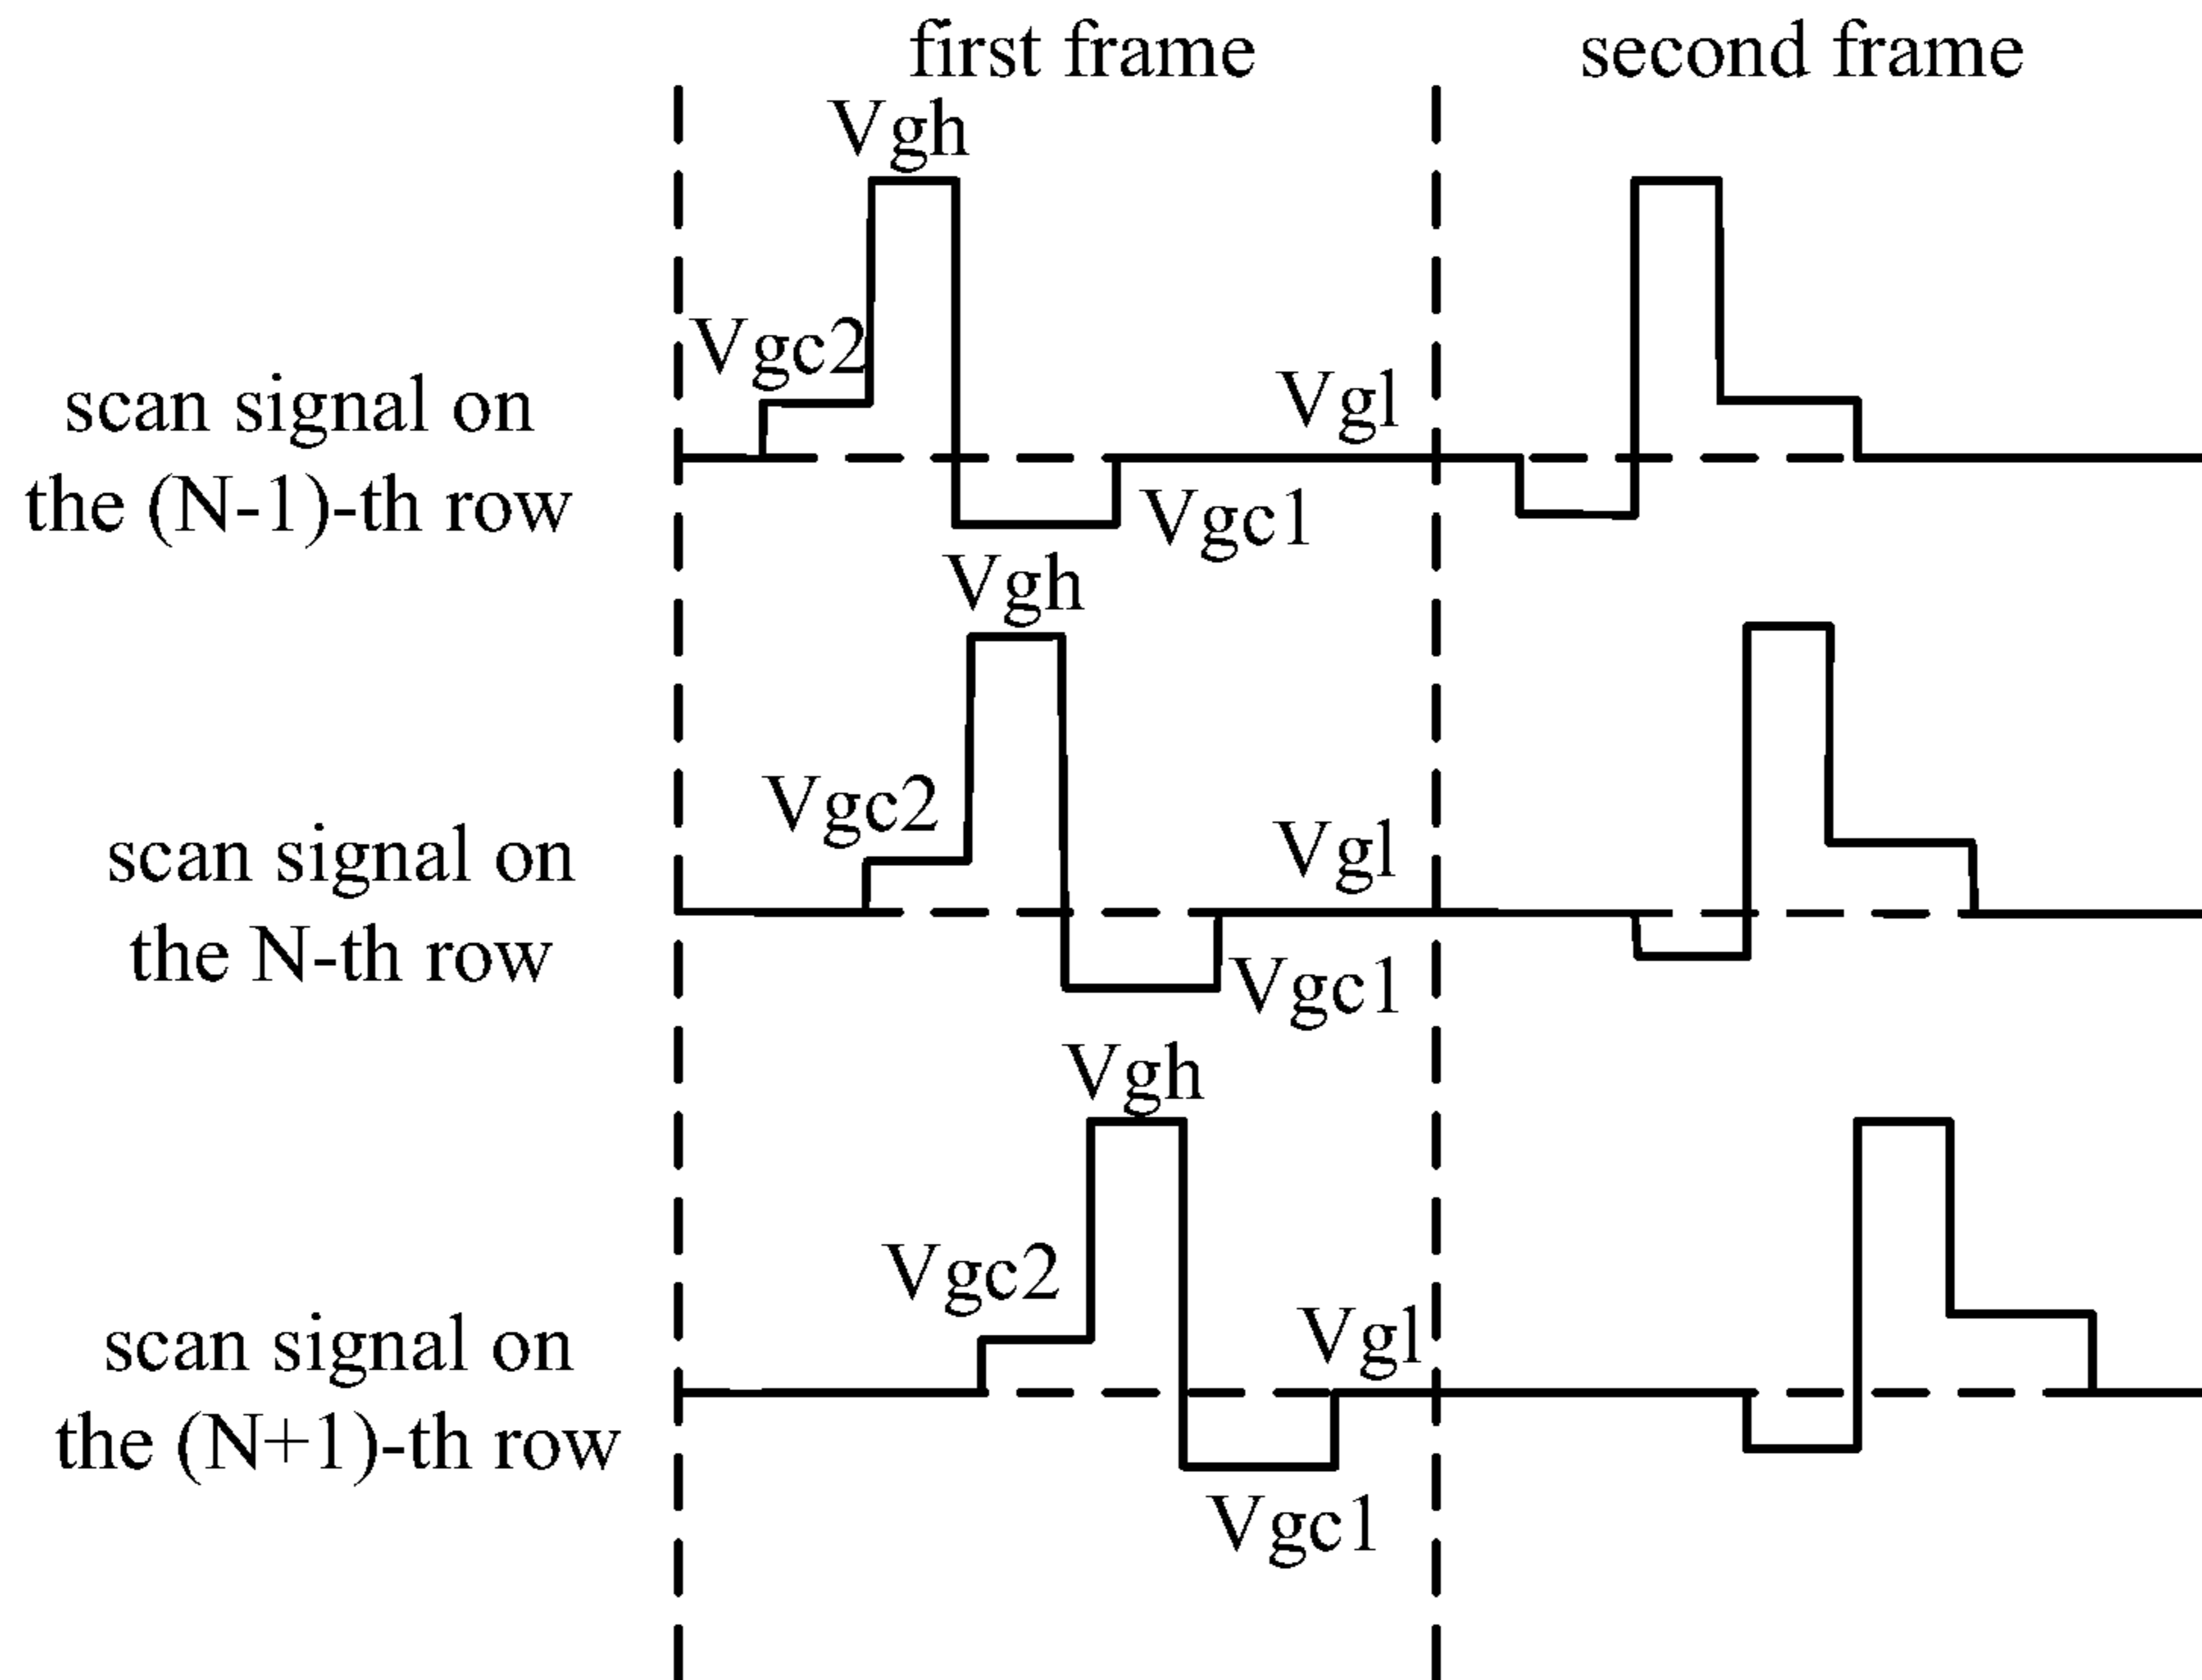 first frame
second frame
Vgh
Vgc2
Vgl
scan signal on
the (N-1)-th row
Vgc1
Vgh
Vgc2
Vgl
scan signal on
the N-th row
Vgc1
Vgh
Vgc2
Vgl
scan signal on
the (N+1)-th row
Vgc1